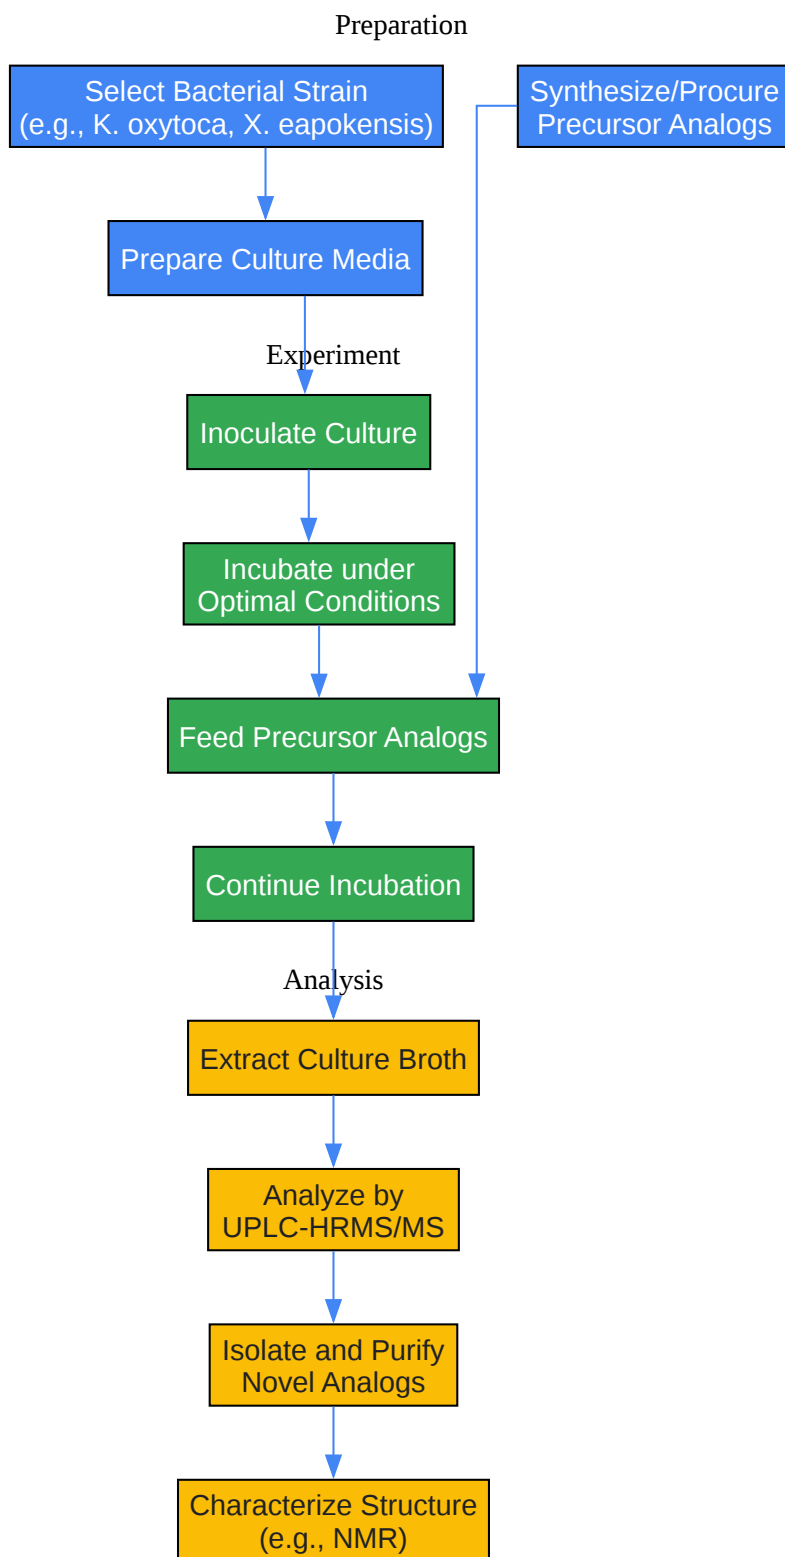 Preparation
Select Bacterial Strain
(e.g., K. oxytoca, X. eapokensis)
Synthesize/Procure
Precursor Analogs
Prepare Culture Media
Experiment
Inoculate Culture
Incubate under
Optimal Conditions
Feed Precursor Analogs
Continue Incubation
Analysis
Extract Culture Broth
Analyze by
UPLC-HRMS/MS
Isolate and Purify
Novel Analogs
Characterize Structure
(e.g., NMR)